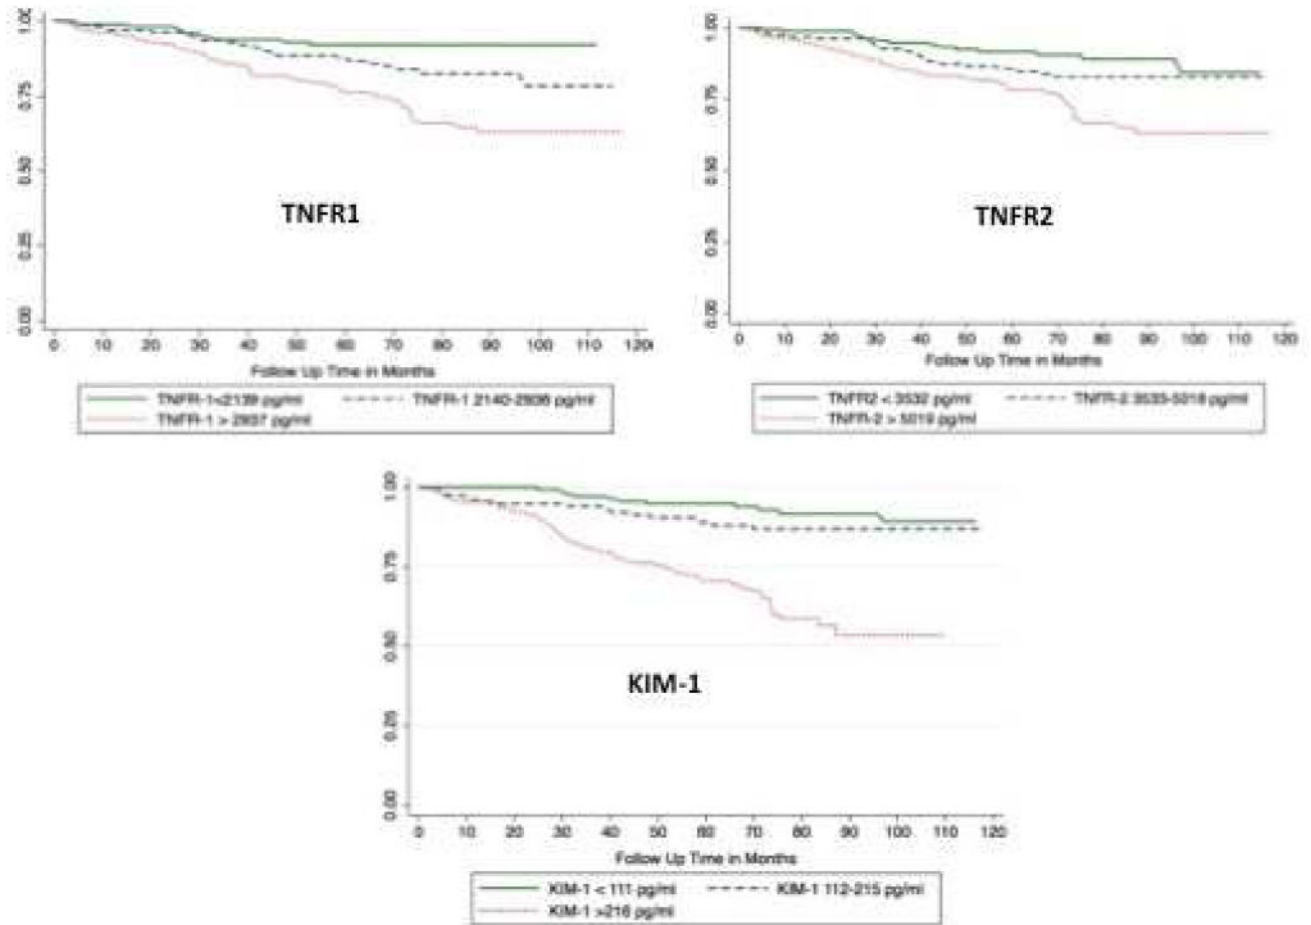 1.00
0.75
0.50
0.25
0.00
TNFR1
0 10 20 30 40 50 60 70 80 90 100 110 120
Follow Up Time in Months
TNFR-1<2139 pg/ml TNFR-1 2140-2936 pg/ml
TNFR-1 > 2937 pg/ml
1.00
0.75
0.50
0.25
0.00
TNFR2
0 10 20 30 40 50 60 70 80 90 100 110 120
Follow Up Time in Months
TNFR2 < 3532 pg/ml TNFR-2 3533-5018 pg/ml
TNFR-2 > 5019 pg/ml
1.00
0.75
0.50
0.25
0.00
KIM-1
0 10 20 30 40 50 60 70 80 90 100 110 120
Follow Up Time in Months
KIM-1 < 111 pg/ml KIM-1 112-215 pg/ml
KIM-1 >216 pg/ml